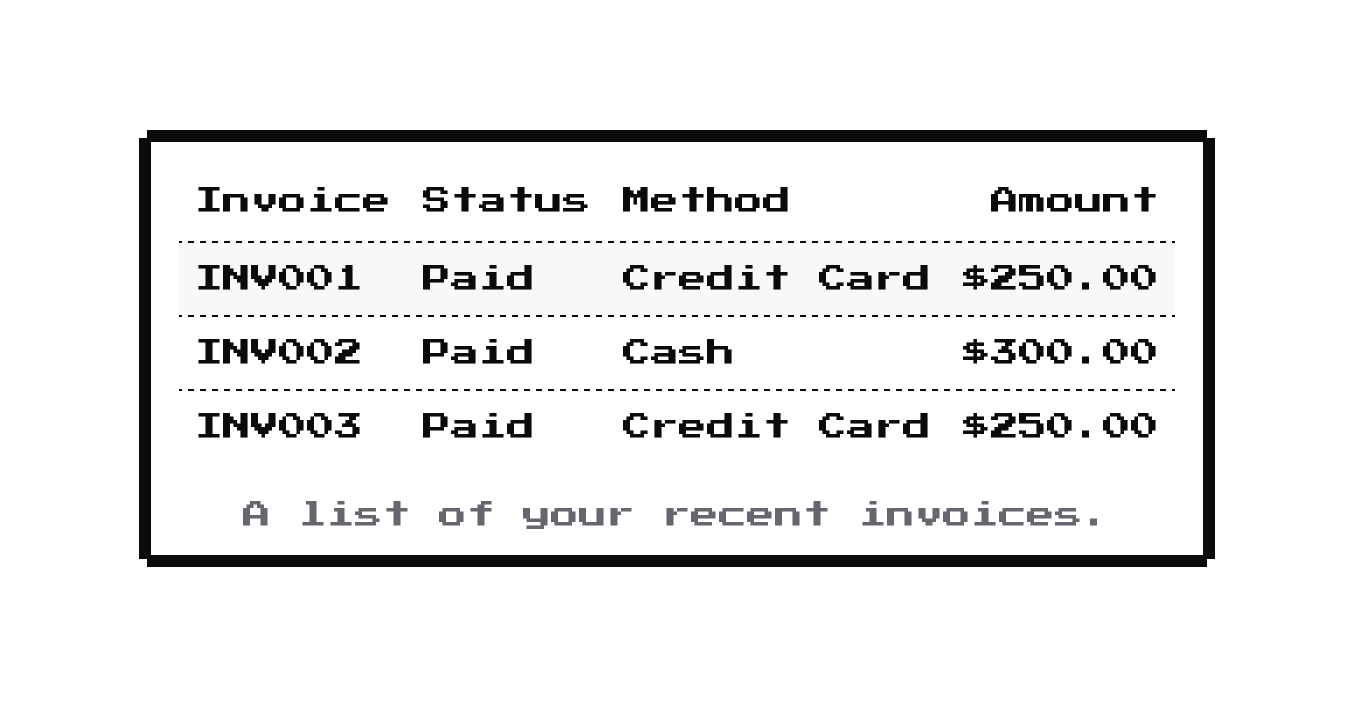 Invoice Status Method Amount
INV001 Paid Credit Card $250.00
INV002 Paid Cash $300.00
INV003 Paid Credit Card $250.00
A list of your recent invoices.